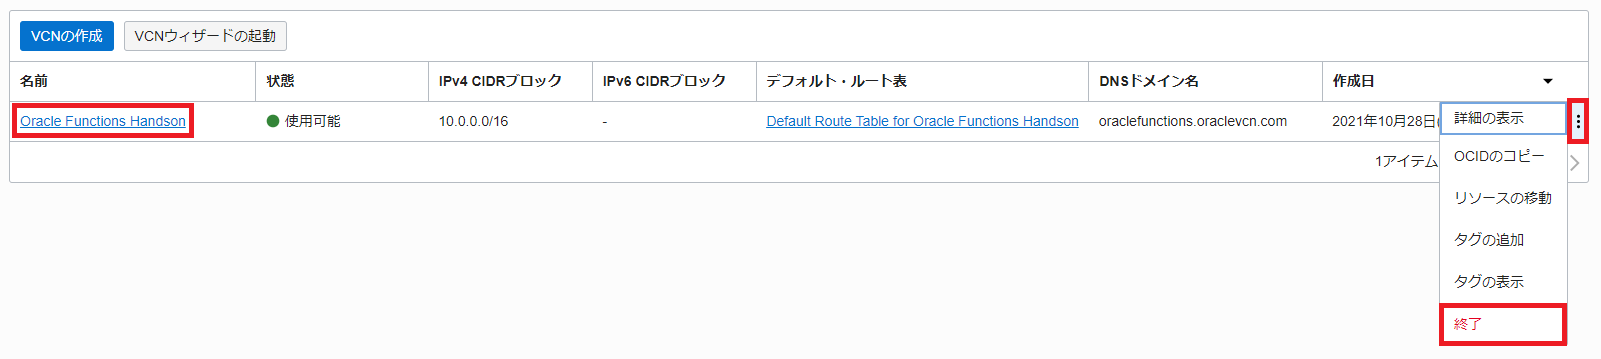 VCNの作成 VCNウィザードの起動
名前 状態 IPv4 CIDRブロック IPv6 CIDRブロック デフォルト・ルート表 DNSドメイン名 作成日
Oracle Functions Handson 使用可能 10.0.0.0/16 - Default Route Table for Oracle Functions Handson oraclefunctions.oraclevcn.com 2021年10月28日
詳細の表示
1アイテム
OCIDのコピー
リソースの移動
タグの追加
タグの表示
終了